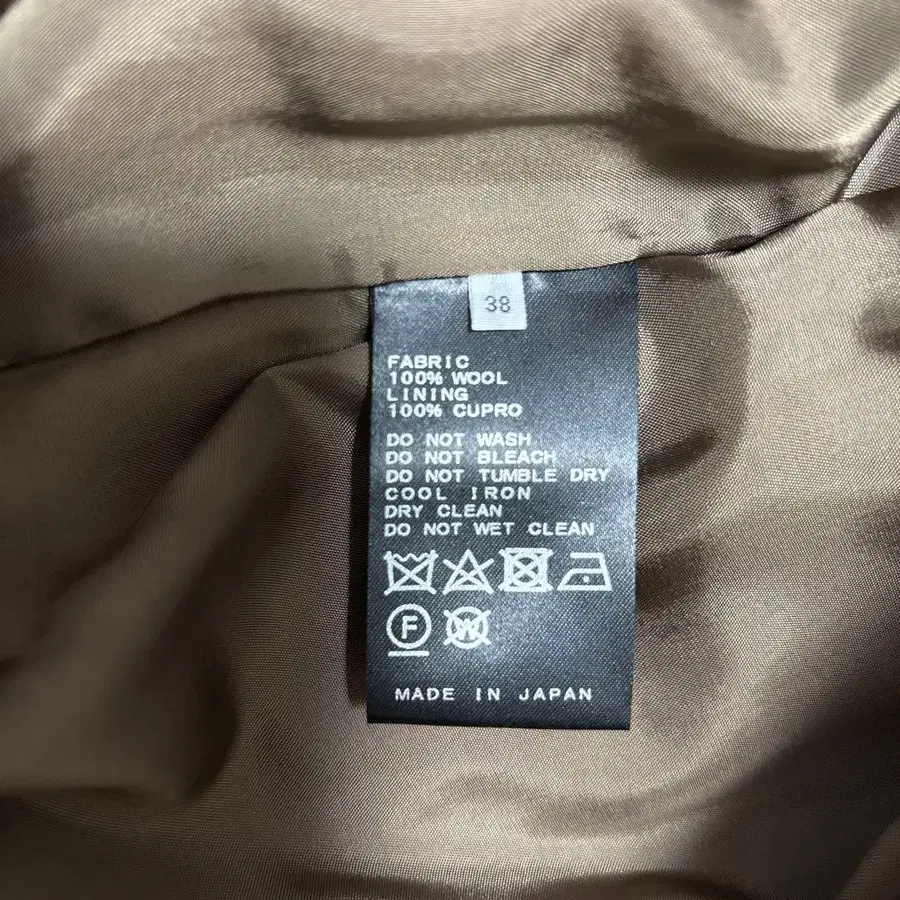 38
FABRIC
100% WOOL
LINING
100% CUPRO
DO NOT WASH
DO NOT BLEACH
DO NOT TUMBLE DRY
COOL IRON
DRY CLEAN
DO NOT WET CLEAN
F W
MADE IN JAPAN